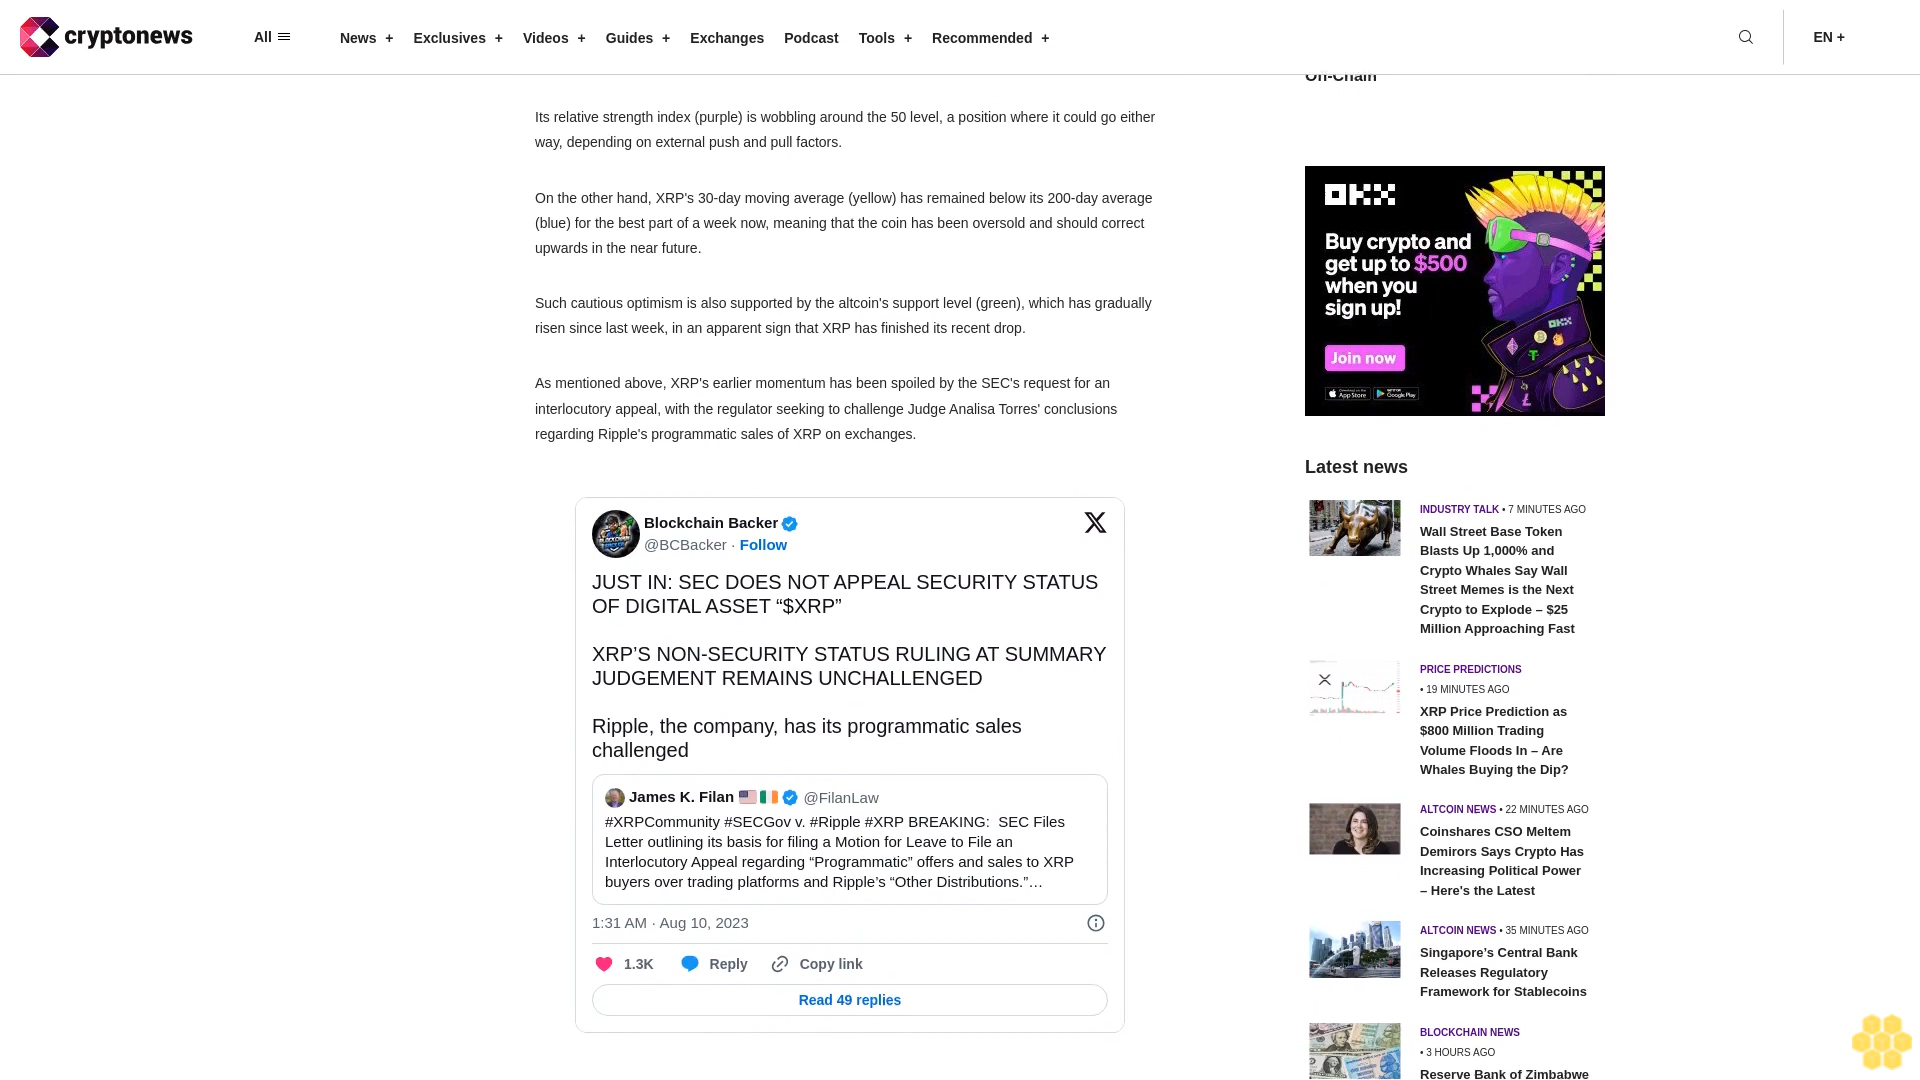 cryptonews
All
News +
Exclusives +
Videos +
Guides +
Exchanges
Podcast
Tools +
Recommended +
EN +
On-Chain
Its relative strength index (purple) is wobbling around the 50 level, a position where it could go either
way, depending on external push and pull factors.
On the other hand, XRP's 30-day moving average (yellow) has remained below its 200-day average
(blue) for the best part of a week now, meaning that the coin has been oversold and should correct
upwards in the near future.
Such cautious optimism is also supported by the altcoin's support level (green), which has gradually
risen since last week, in an apparent sign that XRP has finished its recent drop.
As mentioned above, XRP's earlier momentum has been spoiled by the SEC's request for an
interlocutory appeal, with the regulator seeking to challenge Judge Analisa Torres' conclusions
regarding Ripple's programmatic sales of XRP on exchanges.
Blockchain Backer
@BCBacker · Follow
JUST IN: SEC DOES NOT APPEAL SECURITY STATUS
OF DIGITAL ASSET “$XRP”
XRP’S NON-SECURITY STATUS RULING AT SUMMARY
JUDGEMENT REMAINS UNCHALLENGED
Ripple, the company, has its programmatic sales
challenged
James K. Filan 🇺🇸🇮🇪 @FilanLaw
#XRPCommunity #SECGov v. #Ripple #XRP BREAKING: SEC Files
Letter outlining its basis for filing a Motion for Leave to File an
Interlocutory Appeal regarding “Programmatic” offers and sales to XRP
buyers over trading platforms and Ripple’s “Other Distributions.”…
1:31 AM · Aug 10, 2023
1.3K
Reply
Copy link
Read 49 replies
OKX
Buy crypto and
get up to $500
when you
sign up!
Join now
App Store
Google Play
OKX
Latest news
INDUSTRY TALK • 7 MINUTES AGO
Wall Street Base Token
Blasts Up 1,000% and
Crypto Whales Say Wall
Street Memes is the Next
Crypto to Explode – $25
Million Approaching Fast
PRICE PREDICTIONS
• 19 MINUTES AGO
XRP Price Prediction as
$800 Million Trading
Volume Floods In – Are
Whales Buying the Dip?
ALTCOIN NEWS • 22 MINUTES AGO
Coinshares CSO Meltem
Demirors Says Crypto Has
Increasing Political Power
– Here's the Latest
ALTCOIN NEWS • 35 MINUTES AGO
Singapore’s Central Bank
Releases Regulatory
Framework for Stablecoins
BLOCKCHAIN NEWS
• 3 HOURS AGO
Reserve Bank of Zimbabwe